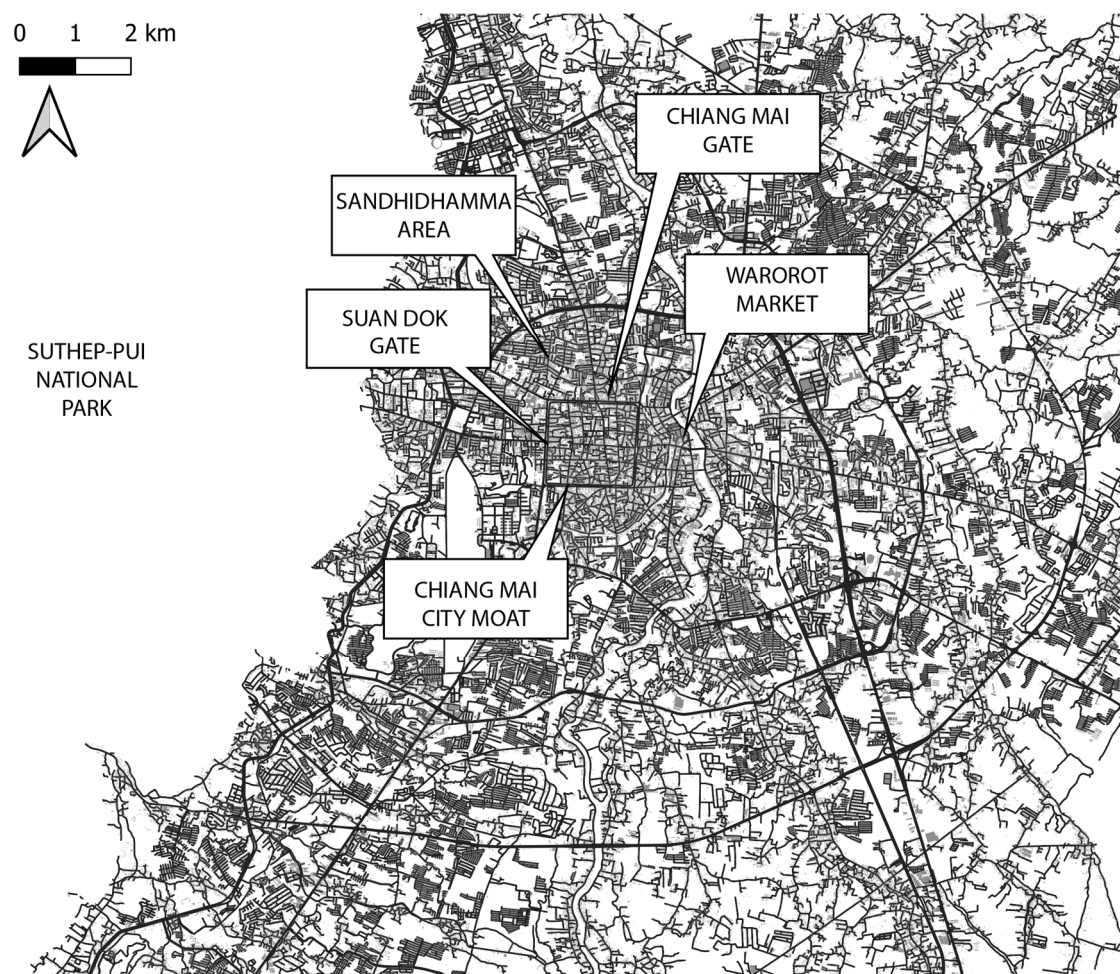 0 1 2 km
CHIANG MAI
GATE
SANDHIDHAMMA
AREA
WAROROT
MARKET
SUAN DOK
GATE
SUTHEP-PUI
NATIONAL
PARK
CHIANG MAI
CITY MOAT